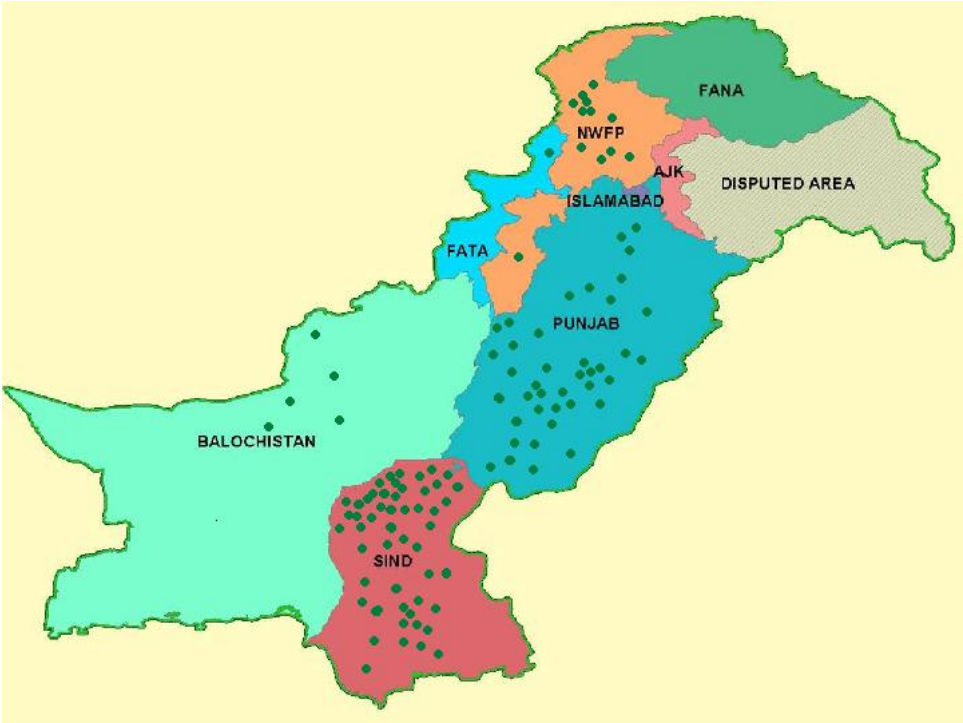 FANA
NWFP
AJK
DISPUTED AREA
ISLAMABAD
FATA
PUNJAB
BALOCHISTAN
SIND